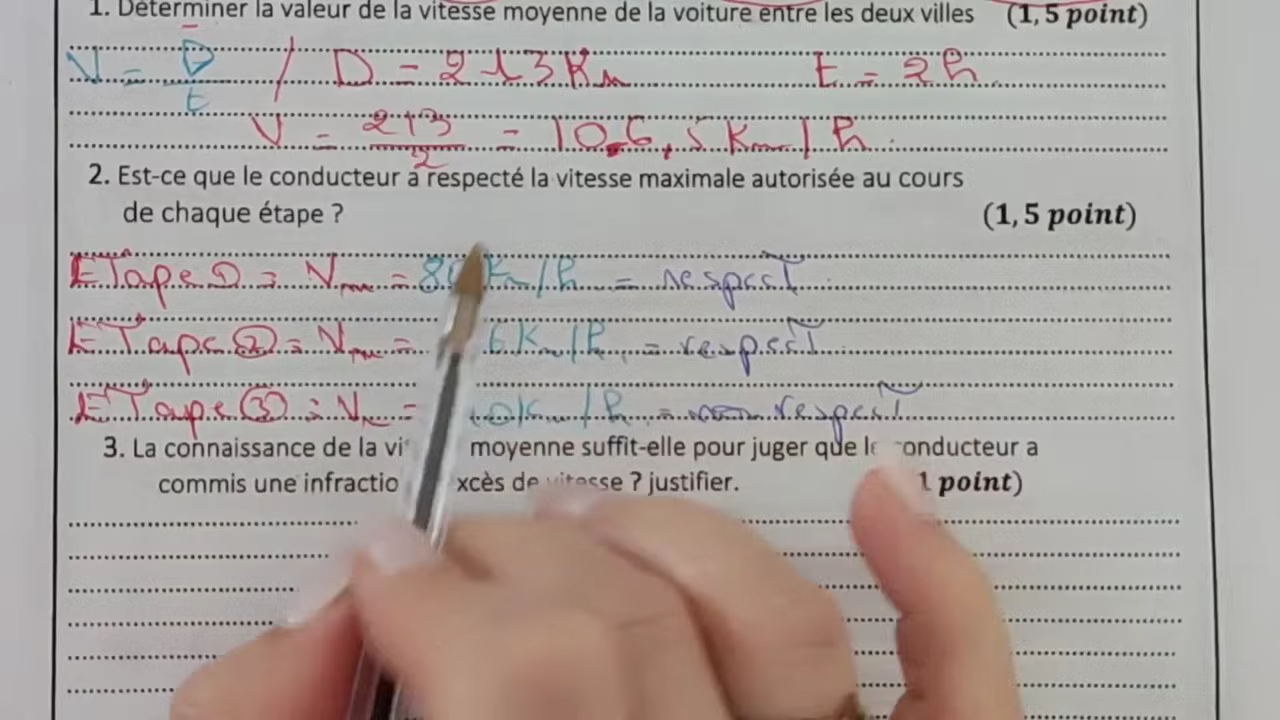 1. Déterminer la valeur de la vitesse moyenne de la voiture entre les deux villes (1,5 point)
V = D/t / D = 213 Km t = 2h
V = 213/2 = 106,5 Km/h.
2. Est-ce que le conducteur a respecté la vitesse maximale autorisée au cours
de chaque étape ? (1,5 point)
ETape 1 : Vm = 80 Km/h = respect
ETape 2 : Vm = 6 Km/h = respect
ETape 3 : Vm = Km/h = non respect
3. La connaissance de la moyenne suffit-elle pour juger que conducteur a
commis une de vitesse ? justifier. point)